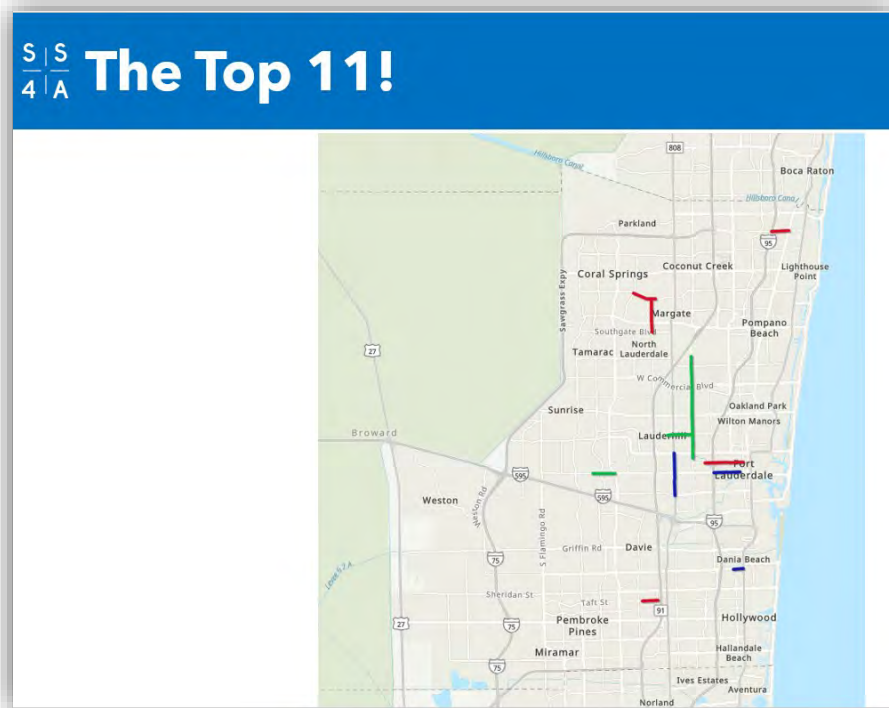 S S
4 A
The Top 11!
Hillsboro Canal
808
Boca Raton
Hillsboro Cana
Parkland
95
Coconut Creek
Lighthouse
Point
Coral Springs
Sawgrass Expy
Margate
Pompano
Beach
Southgate Blvd
North
Lauderdale
27
Tamarac
W Commercial Blvd
Oakland Park
Sunrise
Wilton Manors
Broward
Lauderhill
Fort
Lauderdale
595
595
Weston
Weston Rd
S Flamingo Rd
95
Griffin Rd
Davie
75
Dania Beach
Sheridan St
Taft St
91
27
75
Pembroke
Pines
Hollywood
Miramar
Hallandale
Beach
75
Ives Estates
Aventura
Norland